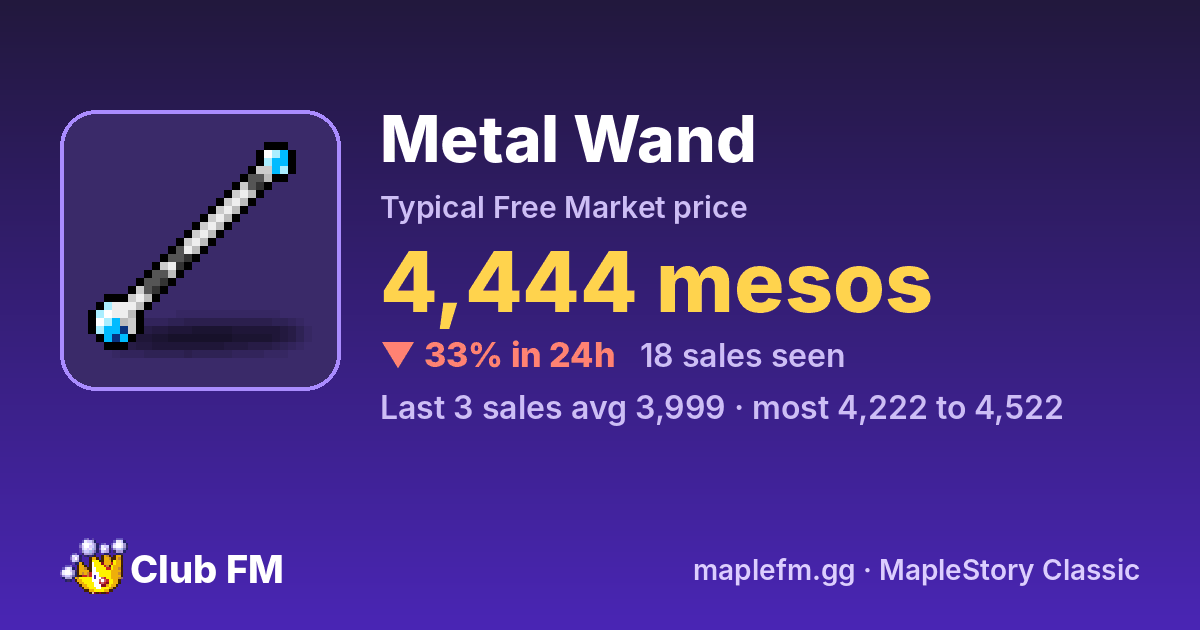 Metal Wand
Typical Free Market price
4,444 mesos
▼ 33% in 24h 18 sales seen
Last 3 sales avg 3,999 · most 4,222 to 4,522
Club FM
maplefm.gg · MapleStory Classic